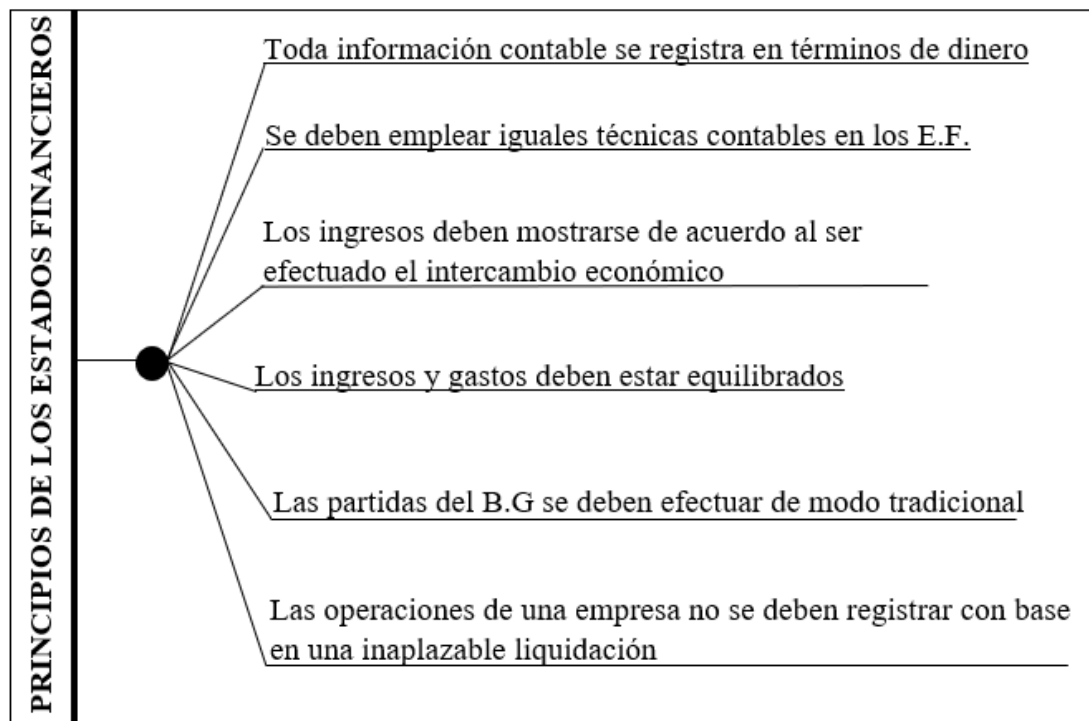 PRINCIPIOS DE LOS ESTADOS FINANCIEROS
Toda información contable se registra en términos de dinero
Se deben emplear iguales técnicas contables en los E.F.
Los ingresos deben mostrarse de acuerdo al ser
efectuado el intercambio económico
Los ingresos y gastos deben estar equilibrados
Las partidas del B.G se deben efectuar de modo tradicional
Las operaciones de una empresa no se deben registrar con base
en una inaplazable liquidación